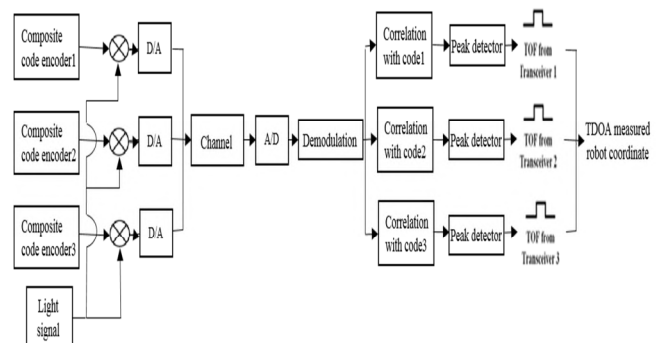 Composite
code encoder1
D/A
Composite
code encoder2
D/A
Composite
code encoder3
D/A
Light
signal
Channel
A/D
Demodulation
Correlation
with code1
Peak detector
TOF from
Transceiver 1
Correlation
with code2
Peak detector
TOF from
Transceiver 2
Correlation
with code3
Peak detector
TOF from
Transceiver 3
TDOA measured
robot coordinate